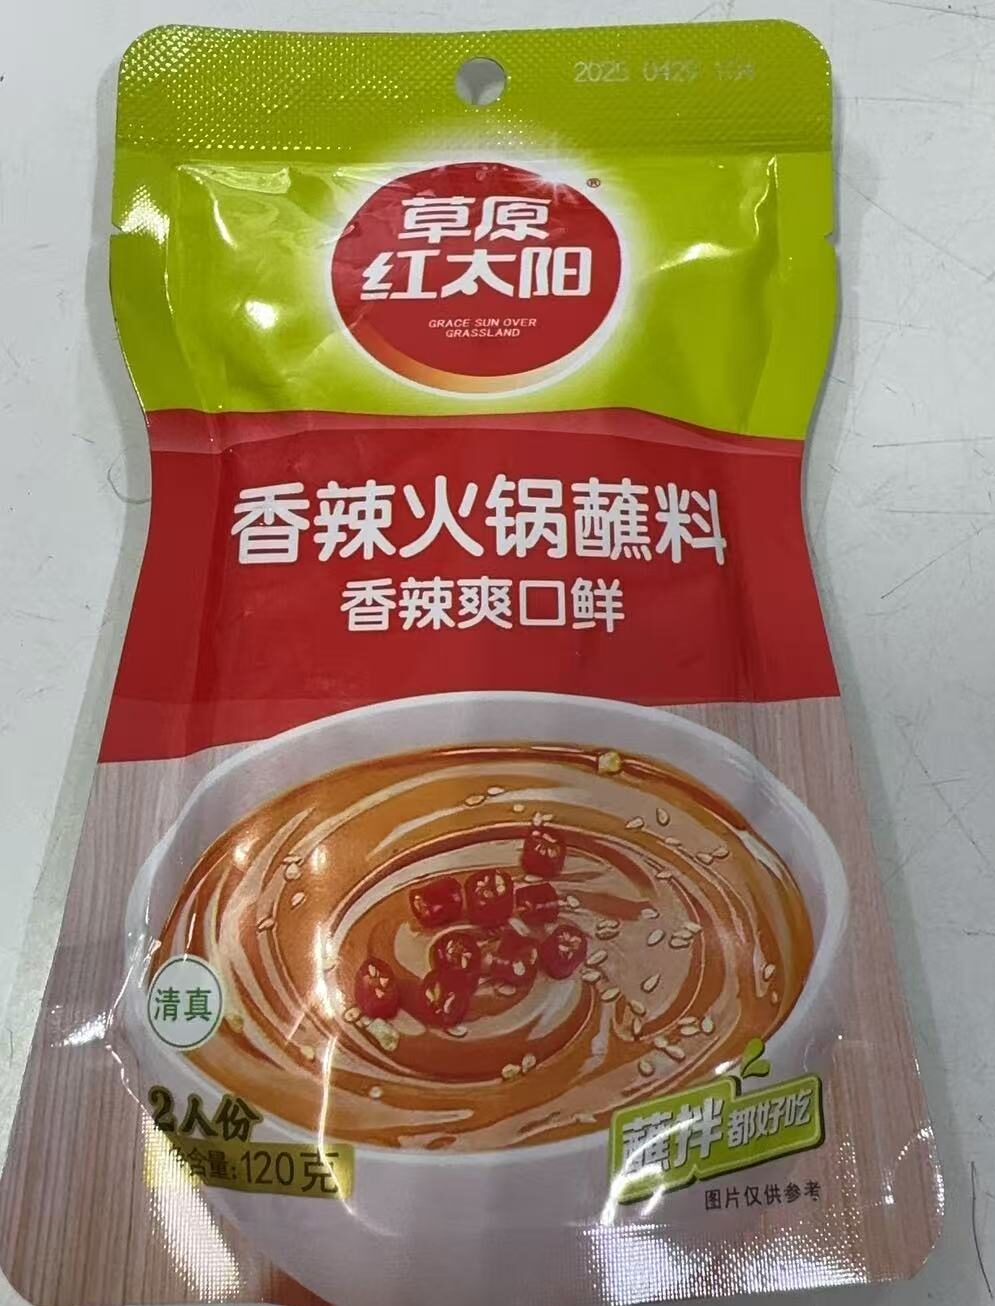 2025 0429
®
草原
红太阳
GRACE SUN OVER
GRASSLAND
香辣火锅蘸料
香辣爽口鲜
清真
2人份
净含量:120克
蘸拌都好吃
图片仅供参考